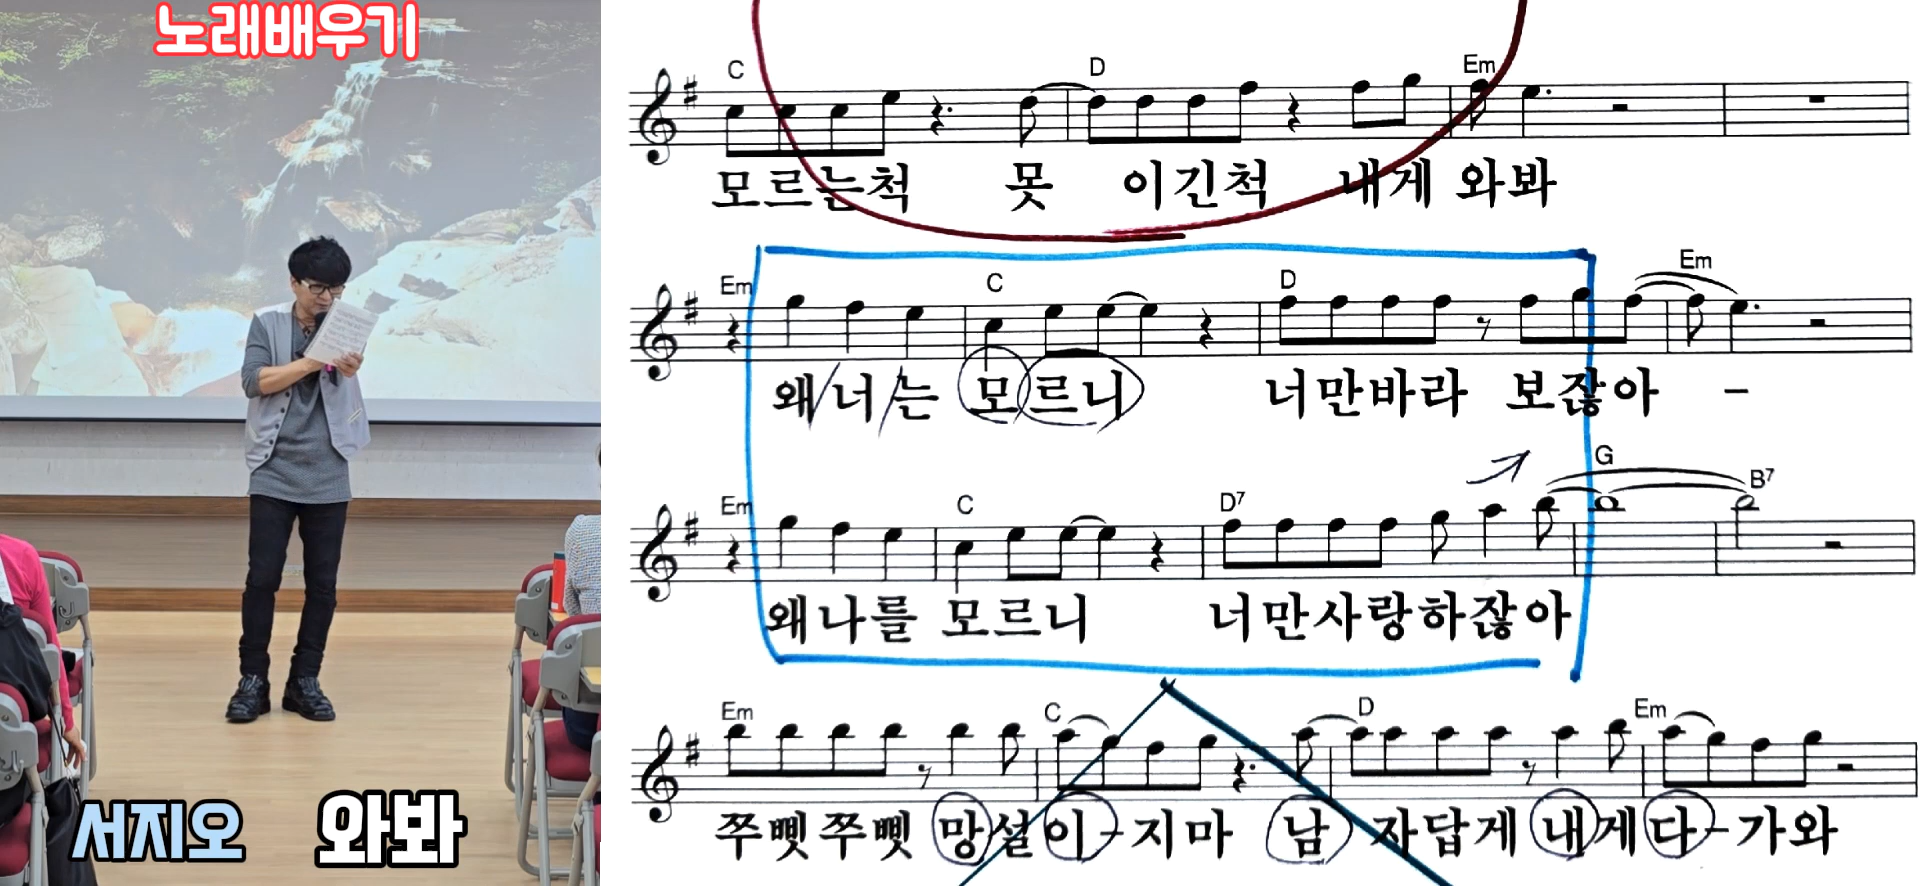 노래배우기
서지오 와봐
C D Em
모르는척 못 이긴척 내게 와봐
Em C D Em
왜 너 는 모르니 너만바라 보잖아 -
Em C D7 G B7
왜나를 모르니 너만사랑하잖아
Em C D Em
쭈뼛쭈뼛 망설이-지마 남 자답게 내게다-가와